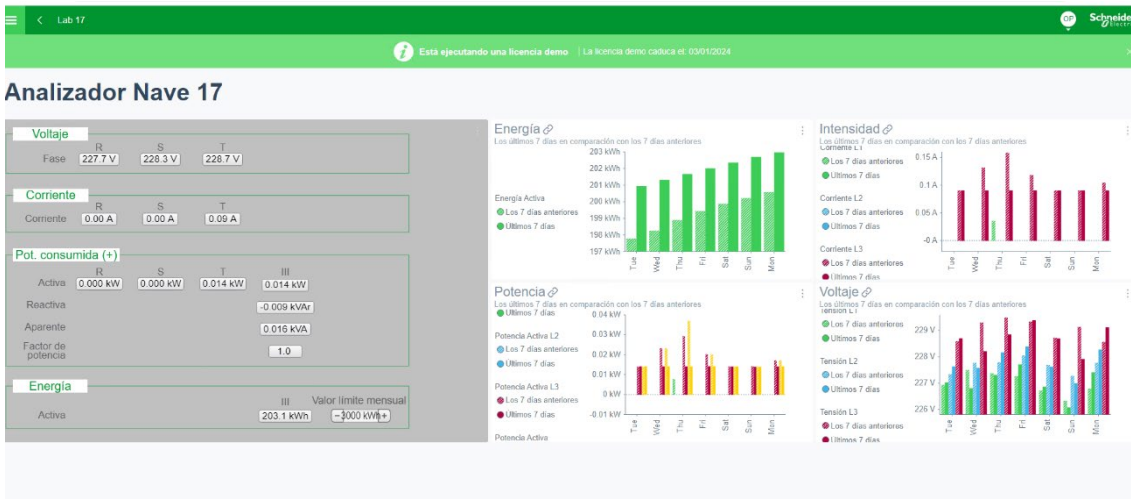 Lab 17
OP
Schneide
Electr
Está ejecutando una licencia demo | La licencia demo caduca el: 03/01/2024
Analizador Nave 17
Voltaje
R S T
Fase 227.7 V 228.3 V 228.7 V
Corriente
R S T
Corriente 0.00 A 0.00 A 0.09 A
Pot. consumida (+)
R S T III
Activa 0.000 kW 0.000 kW 0.014 kW 0.014 kW
Reactiva -0.009 kVAr
Aparente 0.016 kVA
Factor de
potencia 1.0
Energía
III Valor límite mensual
Activa 203.1 kWh 3000 kWh
Energía
Los últimos 7 días en comparación con los 7 días anteriores
203 kWh
202 kWh
201 kWh
200 kWh
199 kWh
198 kWh
197 kWh
Energía Activa
Los 7 días anteriores
Últimos 7 días
Tue Wed Thu Fri Sat Sun Mon
Intensidad
Los últimos 7 días en comparación con los 7 días anteriores
Corriente L1
Los 7 días anteriores
Últimos 7 días
Corriente L2
Los 7 días anteriores
Últimos 7 días
Corriente L3
Los 7 días anteriores
Últimos 7 días
0.15 A
0.1 A
0.05 A
-0 A
Tue Wed Thu Fri Sat Sun Mon
Potencia
Los últimos 7 días en comparación con los 7 días anteriores
Últimos 7 días
Potencia Activa L2
Los 7 días anteriores
Últimos 7 días
Potencia Activa L3
Los 7 días anteriores
Últimos 7 días
Potencia Activa
0.04 kW
0.03 kW
0.02 kW
0.01 kW
0 kW
-0.01 kW
Tue Wed Thu Fri Sat Sun Mon
Voltaje
Los últimos 7 días en comparación con los 7 días anteriores
Tensión L1
Los 7 días anteriores
Últimos 7 días
Tensión L2
Los 7 días anteriores
Últimos 7 días
Tensión L3
Los 7 días anteriores
Últimos 7 días
229 V
228 V
227 V
226 V
Tue Wed Thu Fri Sat Sun Mon